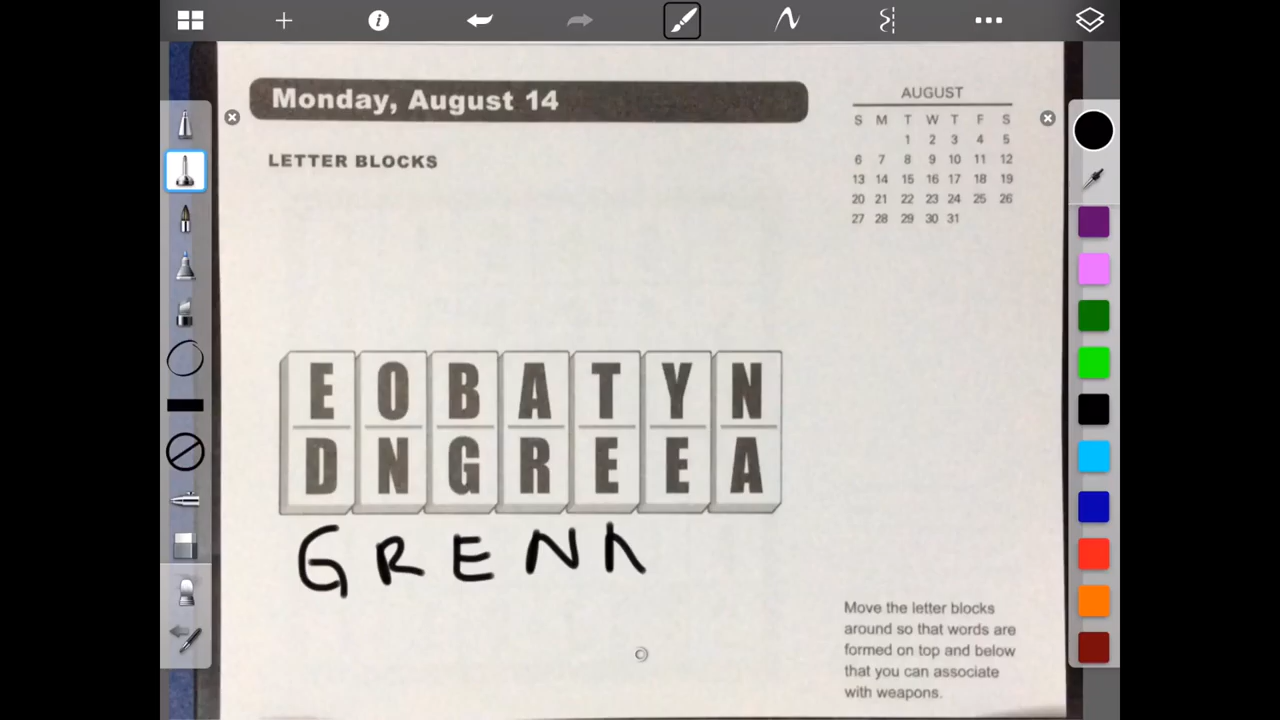 Monday, August 14
LETTER BLOCKS
AUGUST
S M T W T F S
1 2 3 4 5
6 7 8 9 10 11 12
13 14 15 16 17 18 19
20 21 22 23 24 25 26
27 28 29 30 31
E O B A T Y N
D N G R E E A
G R E N
Move the letter blocks
around so that words are
formed on top and below
that you can associate
with weapons.